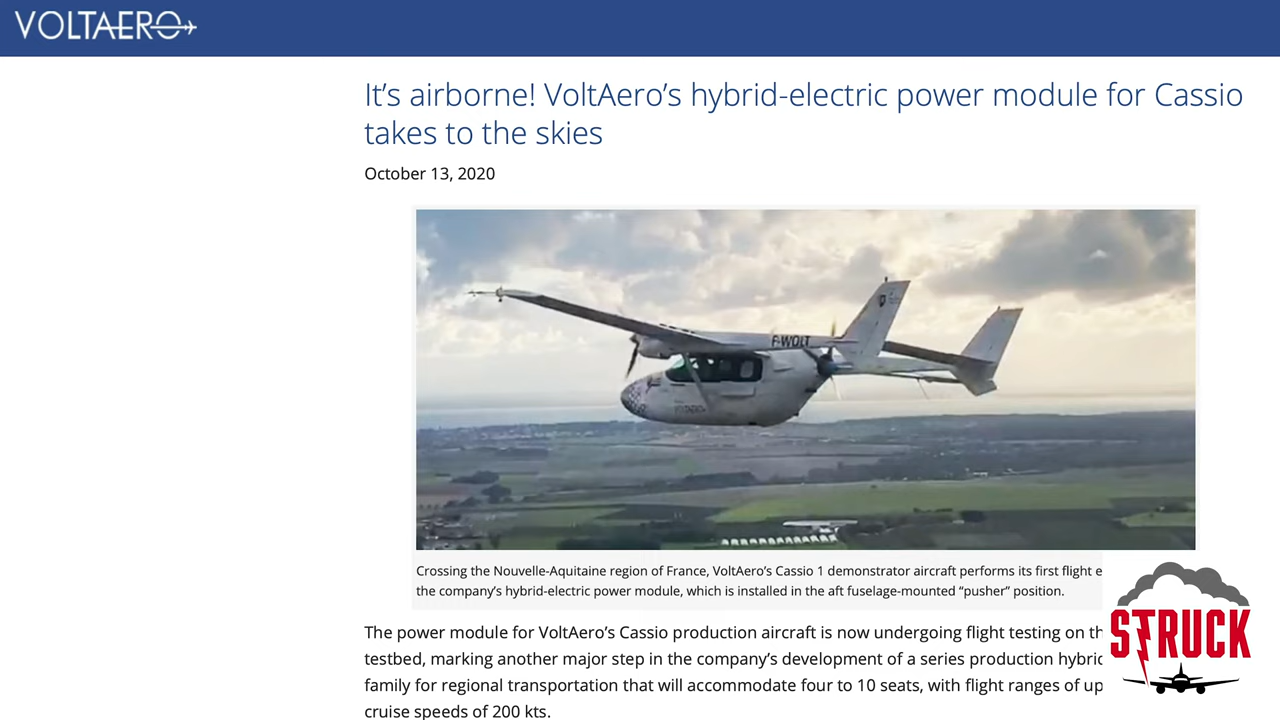 VOLTAERO
It's airborne! VoltAero's hybrid-electric power module for Cassio
takes to the skies
October 13, 2020
F-WOLT
Crossing the Nouvelle-Aquitaine region of France, VoltAero's Cassio 1 demonstrator aircraft performs its first flight e
the company's hybrid-electric power module, which is installed in the aft fuselage-mounted “pusher” position.
The power module for VoltAero's Cassio production aircraft is now undergoing flight testing on th
testbed, marking another major step in the company's development of a series production hybric
family for regional transportation that will accommodate four to 10 seats, with flight ranges of up
cruise speeds of 200 kts.
STRUCK